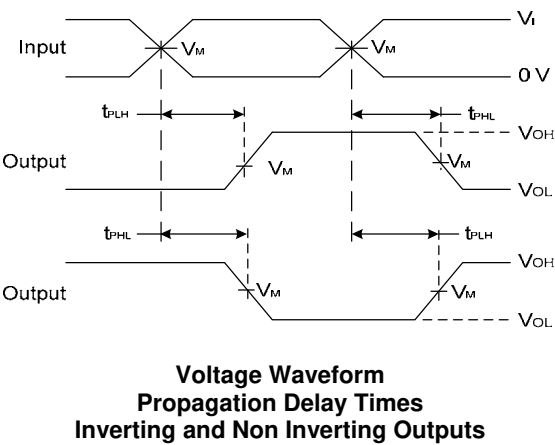 VI
Input
VM
VM
0 V
tPLH
tPHL
VOH
Output
VM
VM
VOL
tPHL
tPLH
VOH
Output
VM
VM
VOL
Voltage Waveform
Propagation Delay Times
Inverting and Non Inverting Outputs